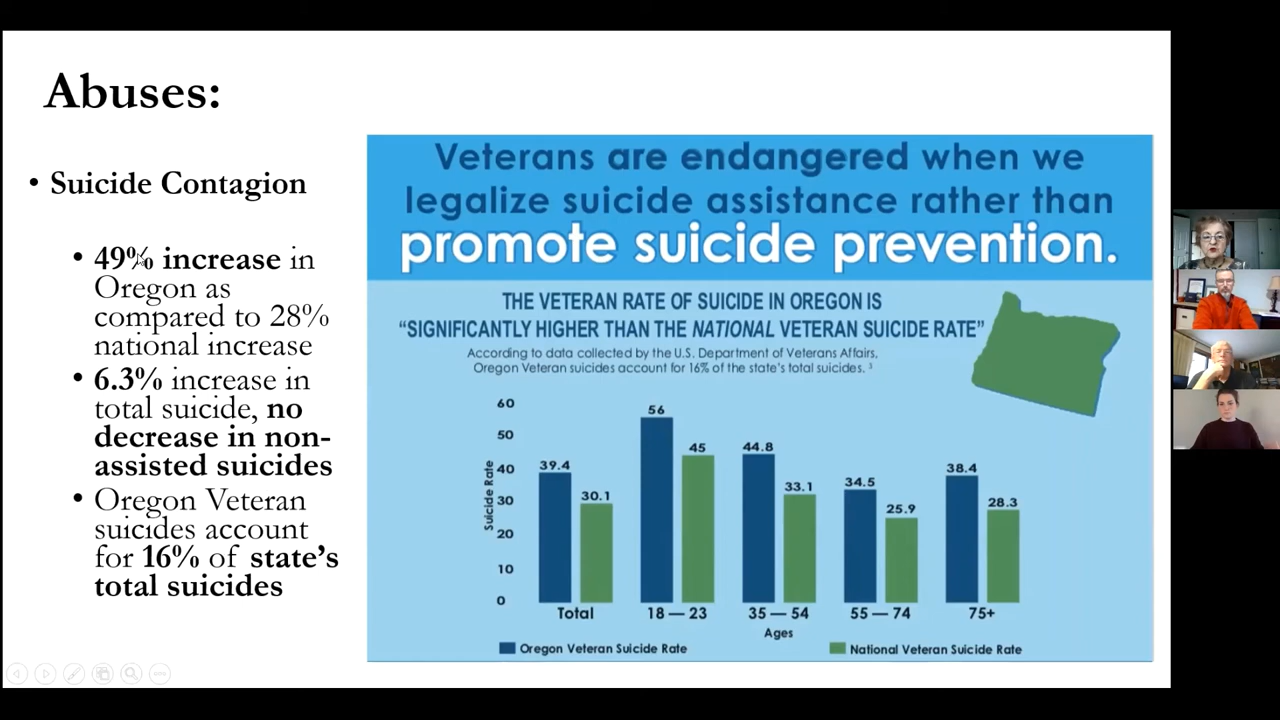 Abuses:
• Suicide Contagion
• 49% increase in
Oregon as
compared to 28%
national increase
• 6.3% increase in
total suicide, no
decrease in non-
assisted suicides
• Oregon Veteran
suicides account
for 16% of state's
total suicides
Veterans are endangered when we
legalize suicide assistance rather than
promote suicide prevention.
THE VETERAN RATE OF SUICIDE IN OREGON IS
“SIGNIFICANTLY HIGHER THAN THE NATIONAL VETERAN SUICIDE RATE”
According to data collected by the U.S. Department of Veterans Affairs,
Oregon Veteran suicides account for 16% of the state's total suicides. 3
Suicide Rate
60
50
40
30
20
10
0
39.4 30.1
56 45
44.8 33.1
34.5 25.9
38.4 28.3
Total 18 — 23 35 — 54 55 — 74 75+
Ages
Oregon Veteran Suicide Rate National Veteran Suicide Rate